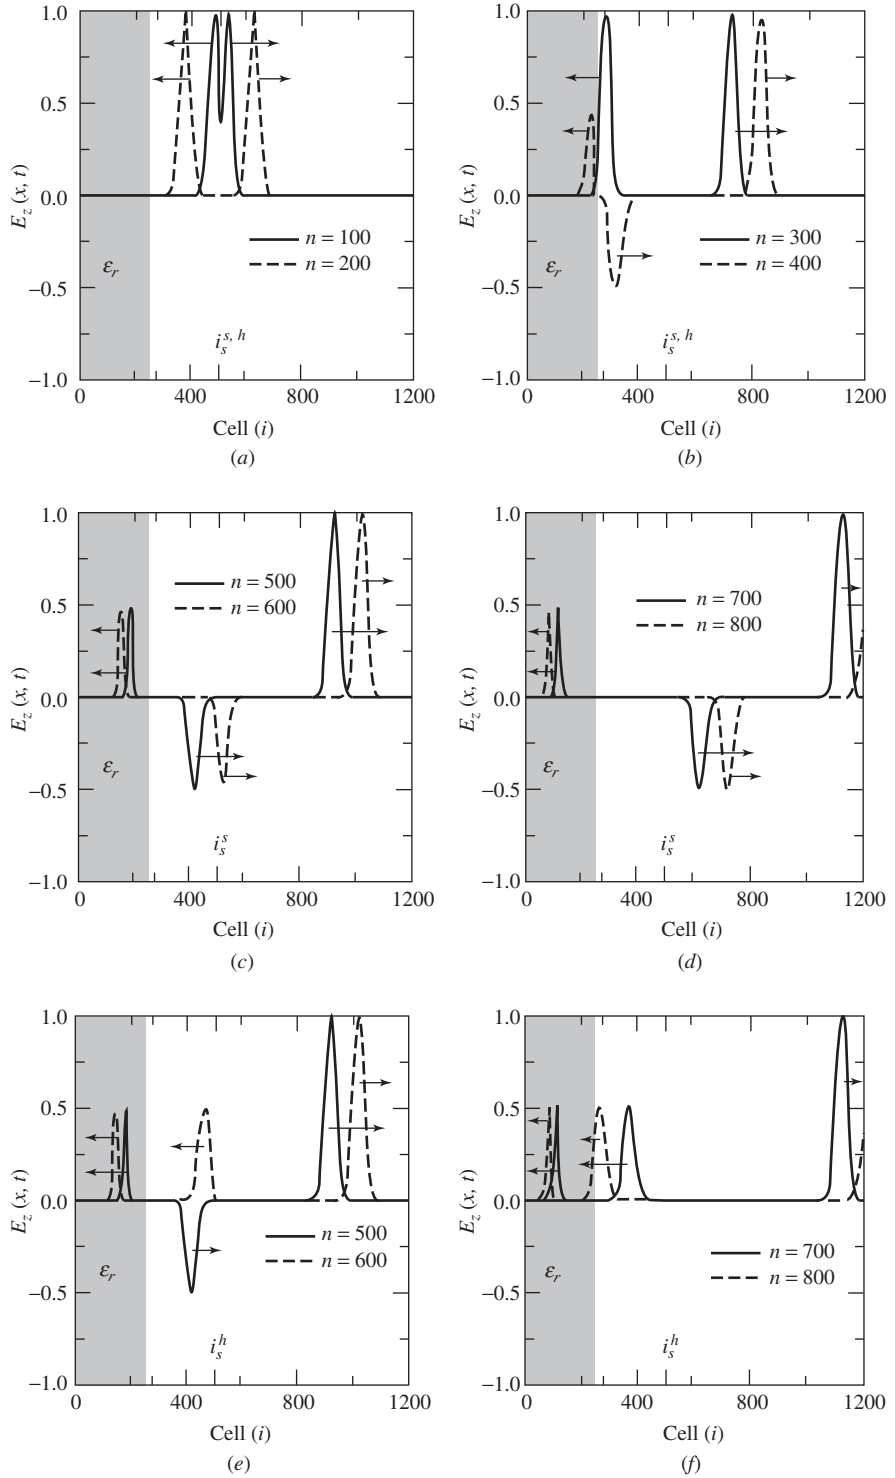 1.0
0.5
0.0
−0.5
−1.0
E_z (x, t)
n = 100
n = 200
ε_r
i_s^{s, h}
0 400 800 1200
Cell (i)
(a)
1.0
0.5
0.0
−0.5
−1.0
E_z (x, t)
n = 300
n = 400
ε_r
i_s^{s, h}
0 400 800 1200
Cell (i)
(b)
1.0
0.5
0.0
−0.5
−1.0
E_z (x, t)
n = 500
n = 600
ε_r
i_s^s
0 400 800 1200
Cell (i)
(c)
1.0
0.5
0.0
−0.5
−1.0
E_z (x, t)
n = 700
n = 800
ε_r
i_s^s
0 400 800 1200
Cell (i)
(d)
1.0
0.5
0.0
−0.5
−1.0
E_z (x, t)
n = 500
n = 600
ε_r
i_s^h
0 400 800 1200
Cell (i)
(e)
1.0
0.5
0.0
−0.5
−1.0
E_z (x, t)
n = 700
n = 800
ε_r
i_s^h
0 400 800 1200
Cell (i)
(f)